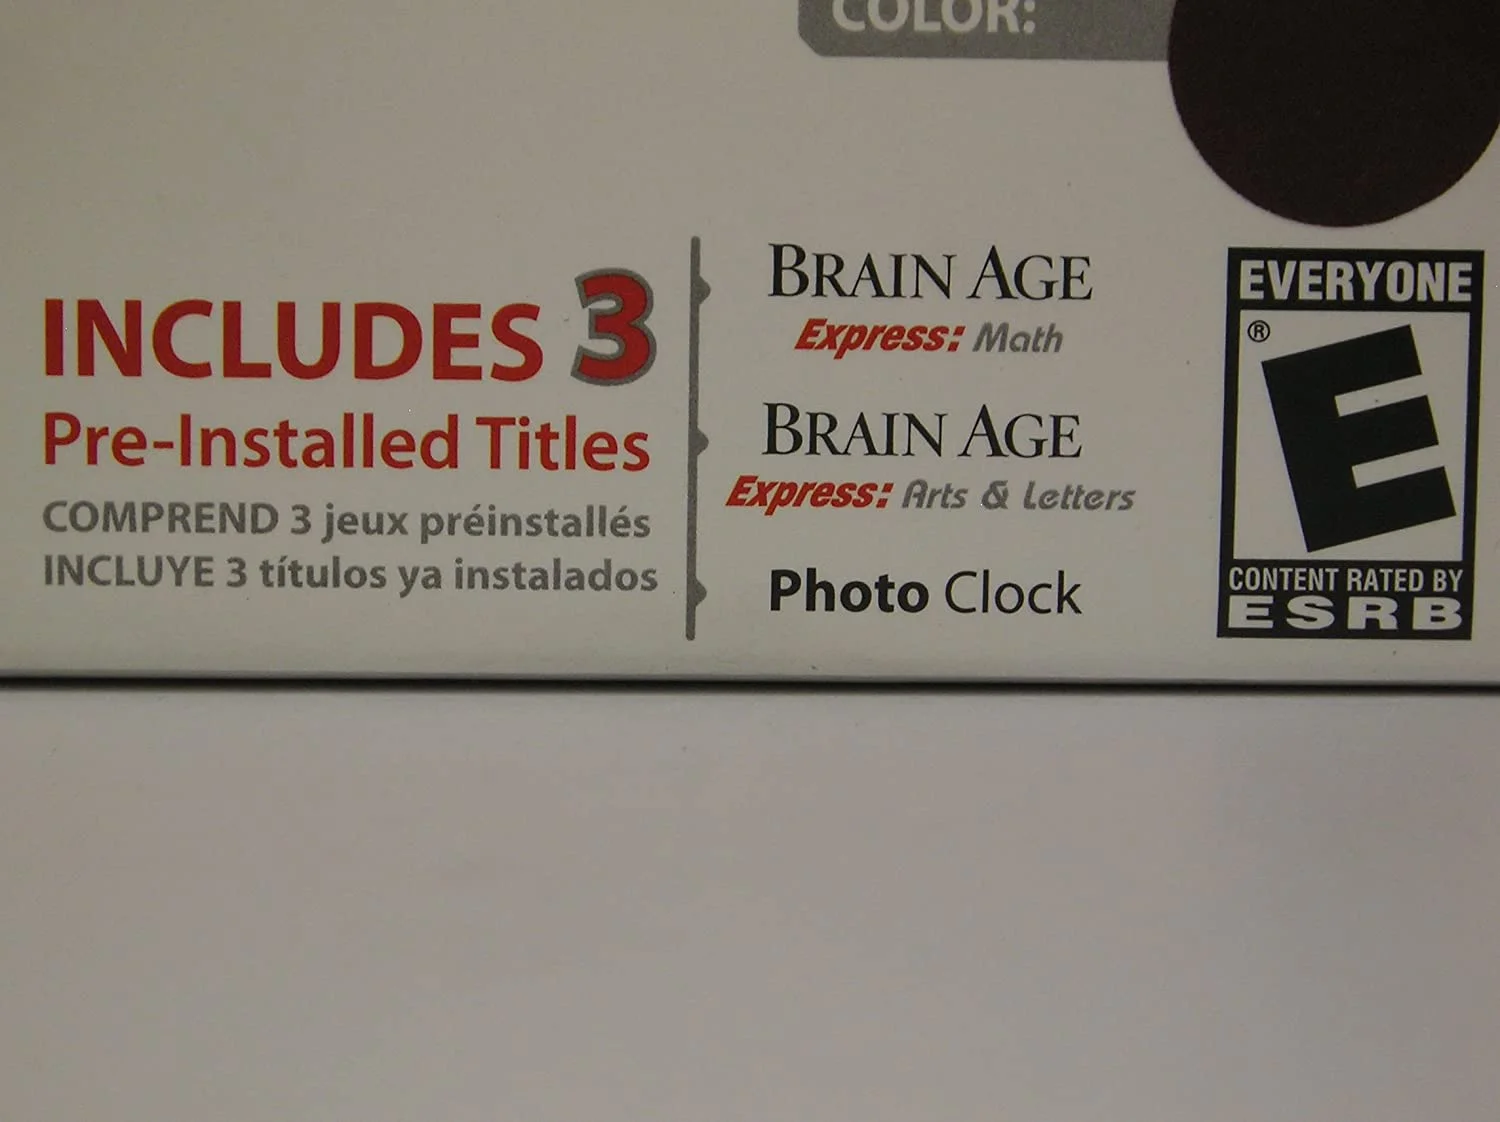 COLOR:
INCLUDES 3
Pre-Installed Titles
COMPREND 3 jeux préinstallés
INCLUYE 3 títulos ya instalados
BRAIN AGE
Express: Math
BRAIN AGE
Express: Arts & Letters
Photo Clock
EVERYONE
®
E
CONTENT RATED BY
ESRB